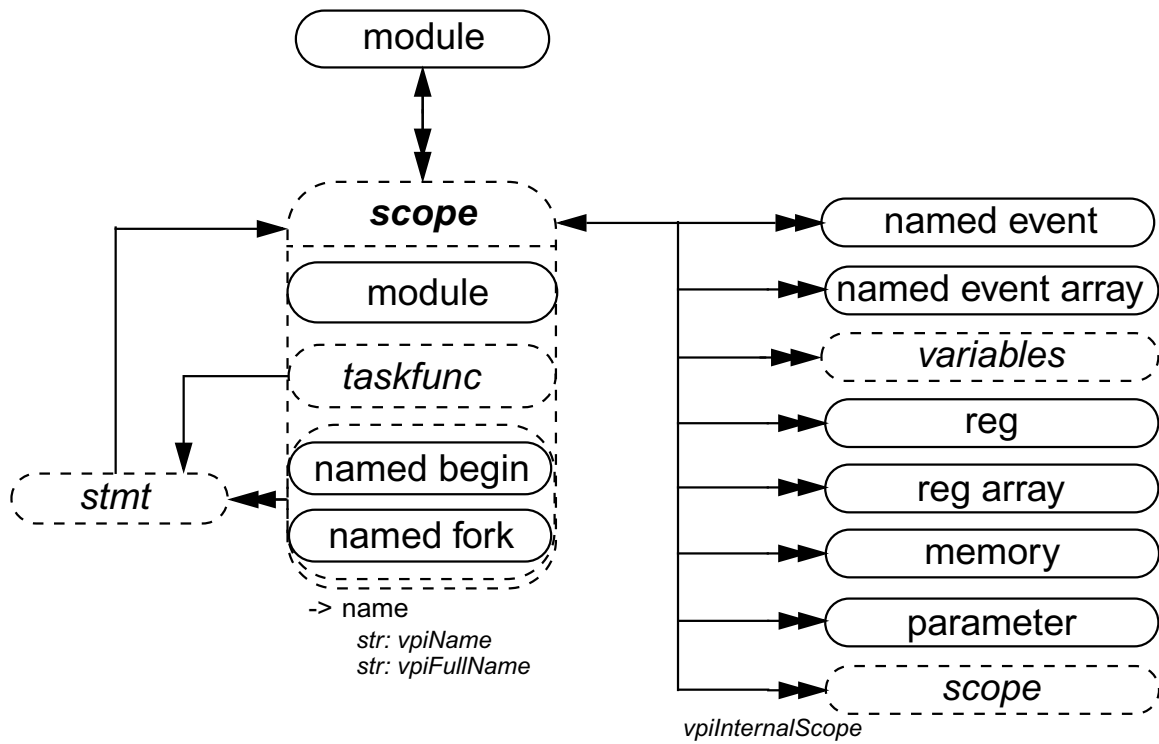 module
scope
module
taskfunc
named begin
named fork
stmt
-> name
str: vpiName
str: vpiFullName
named event
named event array
variables
reg
reg array
memory
parameter
scope
vpiInternalScope